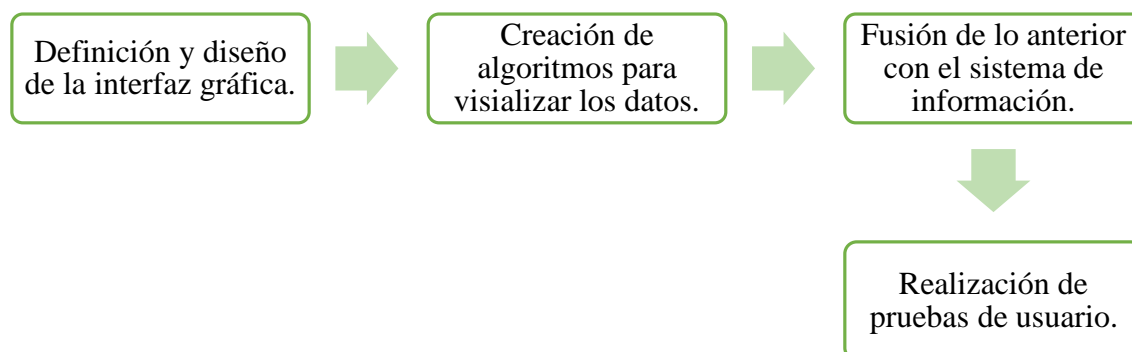 Definición y diseño
de la interfaz gráfica.
Creación de
algoritmos para
visializar los datos.
Fusión de lo anterior
con el sistema de
información.
Realización de
pruebas de usuario.